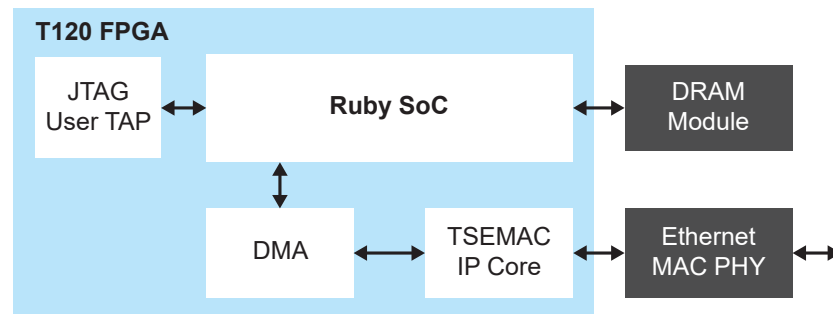 T120 FPGA
JTAG
User TAP
Ruby SoC
DRAM
Module
DMA
TSEMAC
IP Core
Ethernet
MAC PHY